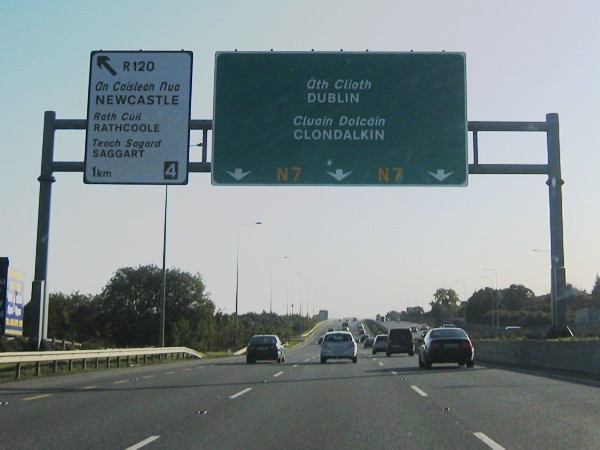 R120
An Caisleán Nua
NEWCASTLE
Ráth Cúil
RATHCOOLE
Teach Sagard
SAGGART
1km 4
Áth Cliath
DUBLIN
Cluain Dolcáin
CLONDALKIN
N7 N7